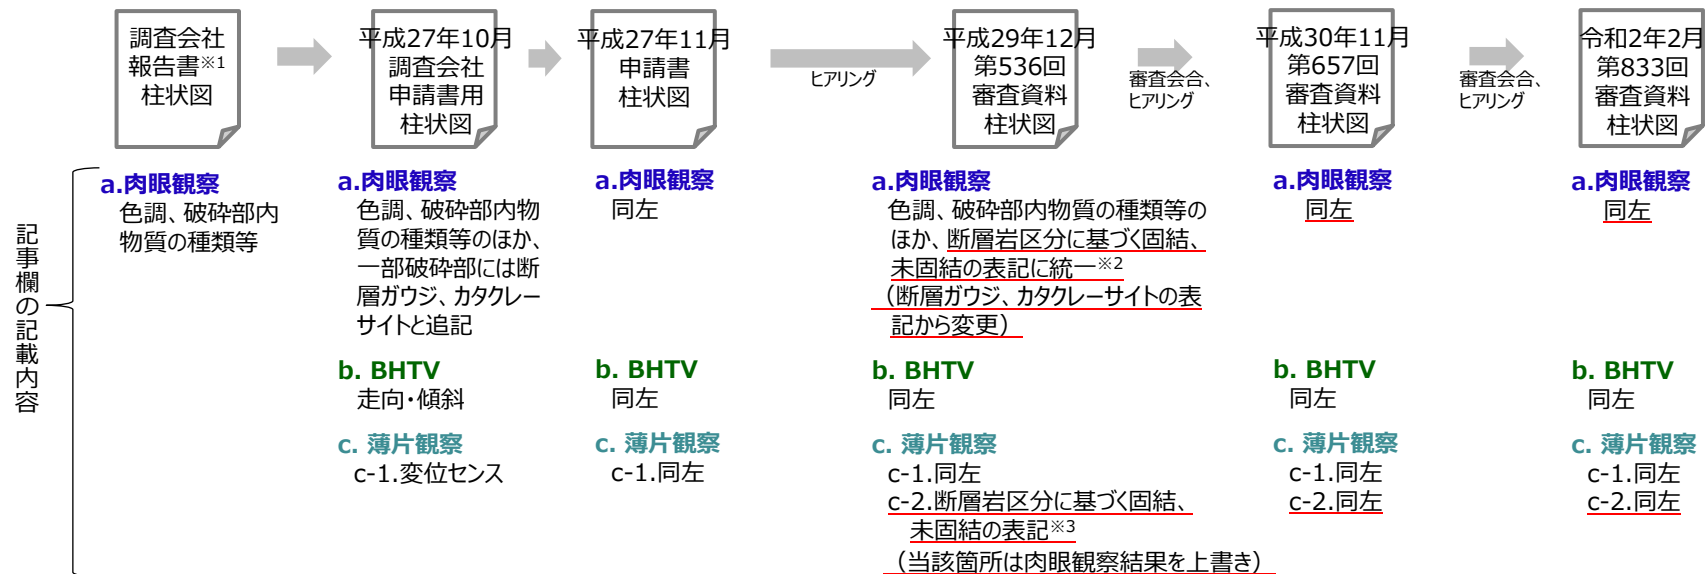 調査会社
報告書※1
柱状図
平成27年10月
調査会社
申請書用
柱状図
平成27年11月
申請書
柱状図
ヒアリング
平成29年12月
第536回
審査資料
柱状図
審査会合、
ヒアリング
平成30年11月
第657回
審査資料
柱状図
審査会合、
ヒアリング
令和2年2月
第833回
審査資料
柱状図
記事欄の記載内容
a.肉眼観察
色調、破砕部内
物質の種類等
a.肉眼観察
色調、破砕部内物
質の種類等のほか、
一部破砕部には断
層ガウジ、カタクレー
サイトと追記
b. BHTV
走向・傾斜
c. 薄片観察
c-1.変位センス
a.肉眼観察
同左
b. BHTV
同左
c. 薄片観察
c-1.同左
a.肉眼観察
色調、破砕部内物質の種類等の
ほか、断層岩区分に基づく固結、
未固結の表記に統一※2
（断層ガウジ、カタクレーサイトの表
記から変更）
b. BHTV
同左
c. 薄片観察
c-1.同左
c-2.断層岩区分に基づく固結、
未固結の表記※3
（当該箇所は肉眼観察結果を上書き）
a.肉眼観察
同左
b. BHTV
同左
c. 薄片観察
c-1.同左
c-2.同左
a.肉眼観察
同左
b. BHTV
同左
c. 薄片観察
c-1.同左
c-2.同左